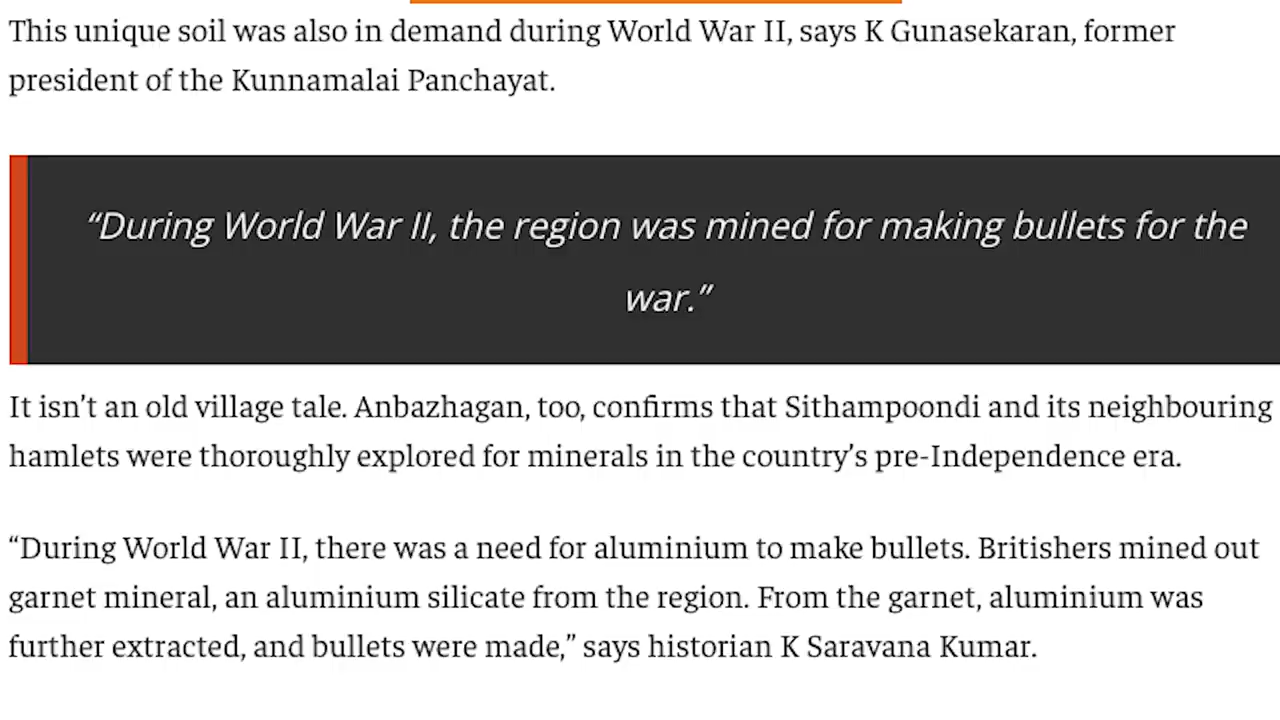 This unique soil was also in demand during World War II, says K Gunasekaran, former
president of the Kunnamalai Panchayat.
“During World War II, the region was mined for making bullets for the
war.”
It isn’t an old village tale. Anbazhagan, too, confirms that Sithampoondi and its neighbouring
hamlets were thoroughly explored for minerals in the country’s pre-Independence era.
“During World War II, there was a need for aluminium to make bullets. Britishers mined out
garnet mineral, an aluminium silicate from the region. From the garnet, aluminium was
further extracted, and bullets were made,” says historian K Saravana Kumar.